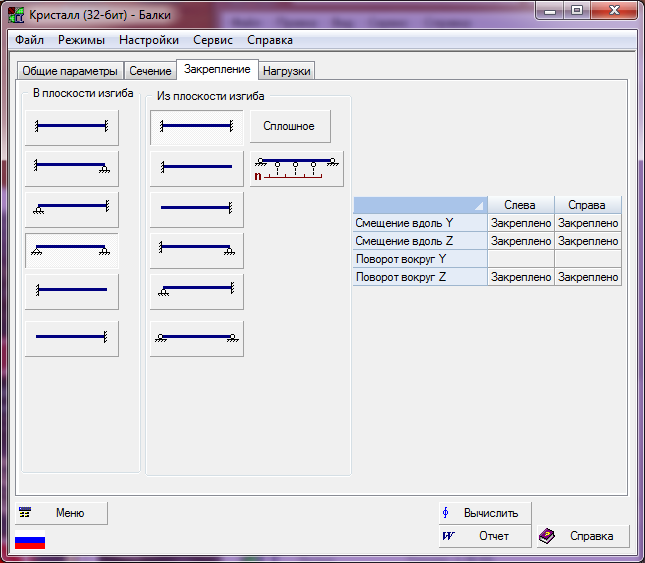 Кристалл (32-бит) - Балки
Файл Режимы Настройки Сервис Справка
Общие параметры Сечение Закрепление Нагрузки
В плоскости изгиба
Из плоскости изгиба
Сплошное
n
Слева Справа
Смещение вдоль Y Закреплено Закреплено
Смещение вдоль Z Закреплено Закреплено
Поворот вокруг Y
Поворот вокруг Z Закреплено Закреплено
Меню
Вычислить
W Отчет
Справка